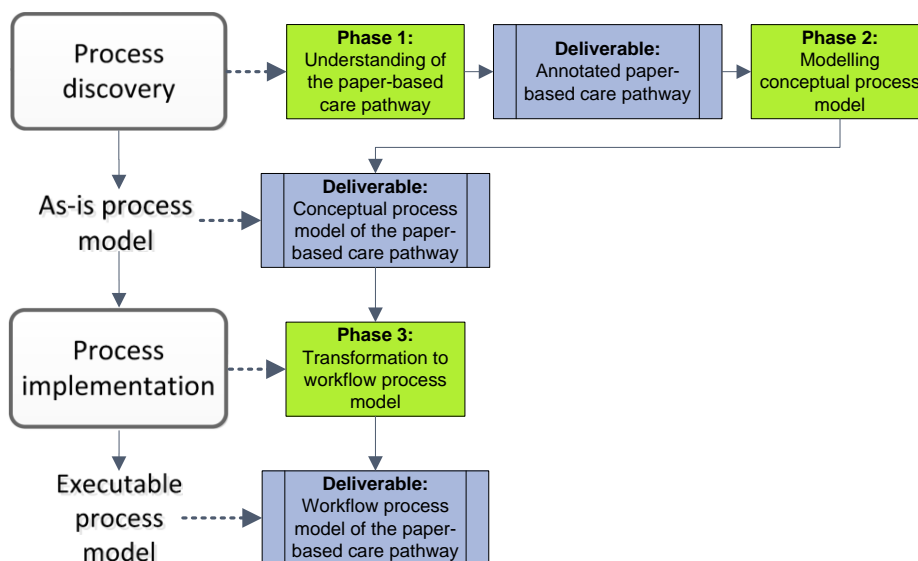 Process
discovery
Phase 1:
Understanding of
the paper-based
care pathway
Deliverable:
Annotated paper-
based care pathway
Phase 2:
Modelling
conceptual process
model
As-is process
model
Deliverable:
Conceptual process
model of the paper-
based care pathway
Process
implementation
Phase 3:
Transformation to
workflow process
model
Executable
process
model
Deliverable:
Workflow process
model of the paper-
based care pathway